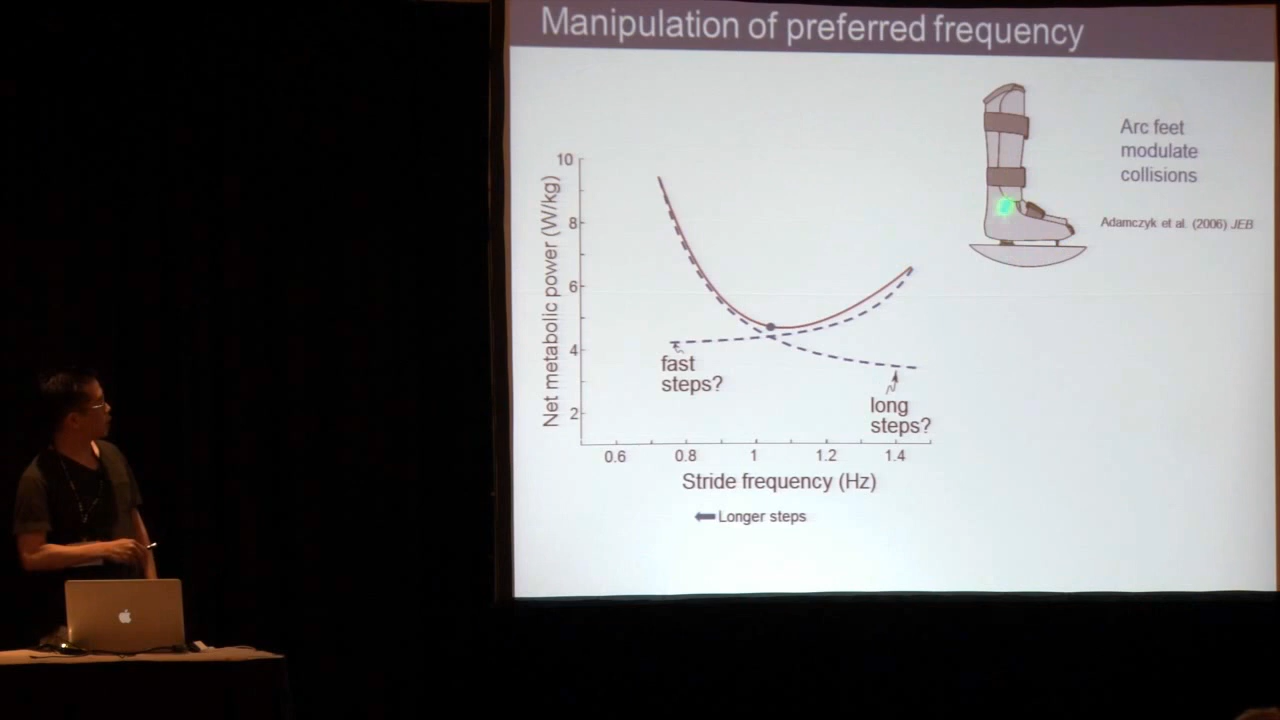 Manipulation of preferred frequency
Arc feet
modulate
collisions
Adamczyk et al. (2006) JEB
Net metabolic power (W/kg)
10
8
6
4
2
fast
steps?
long
steps?
0.6 0.8 1 1.2 1.4
Stride frequency (Hz)
Longer steps